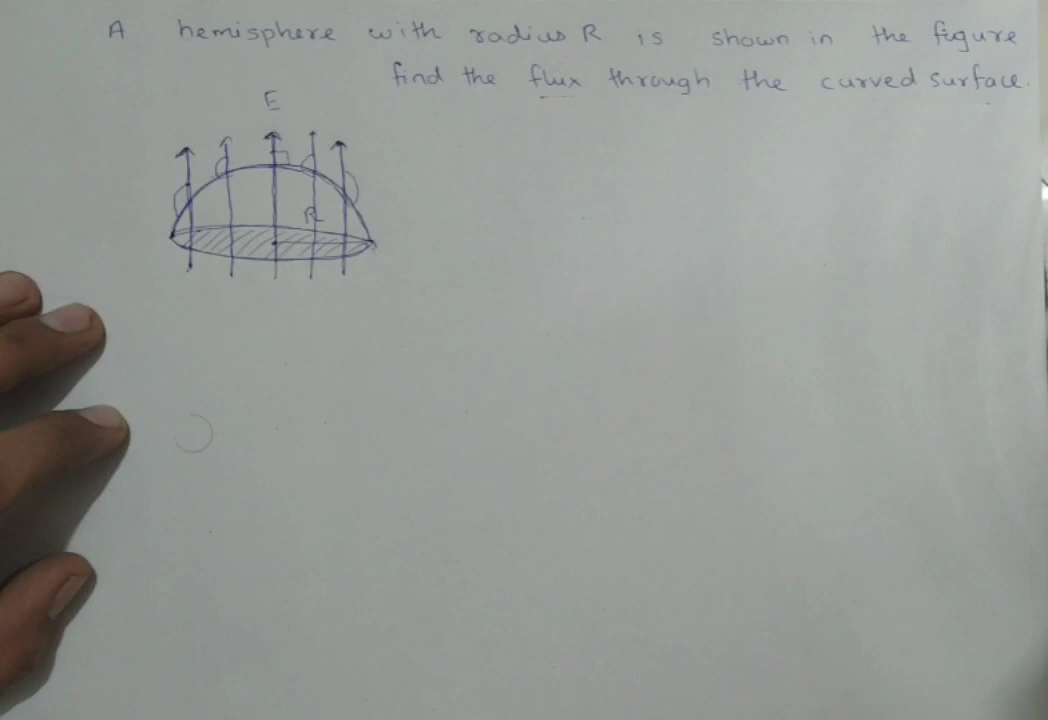 A hemisphere with radius R is shown in the figure
find the flux through the curved surface.
E
R